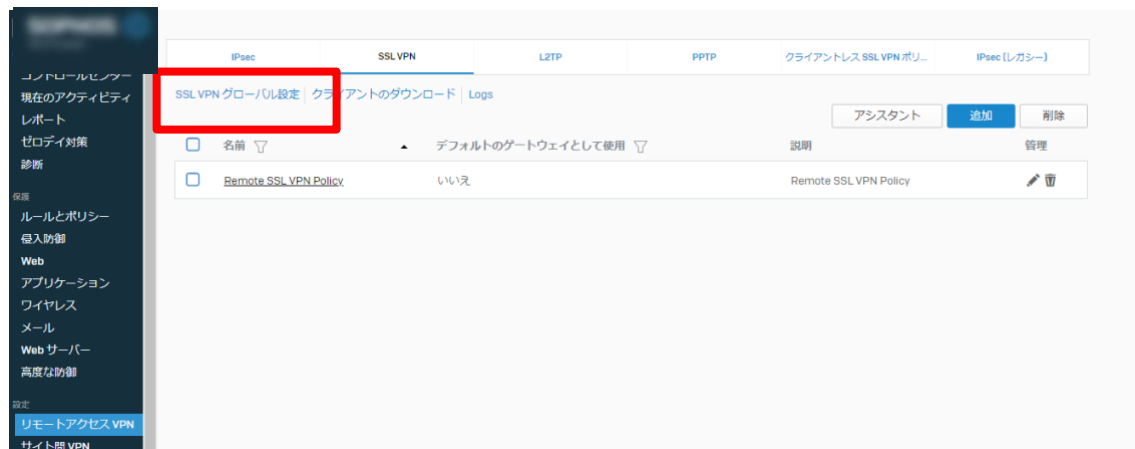 SOPHOS
コントロールセンター
現在のアクティビティ
レポート
ゼロデイ対策
診断
保護
ルールとポリシー
侵入防御
Web
アプリケーション
ワイヤレス
メール
Web サーバー
高度な防御
設定
リモートアクセス VPN
サイト間 VPN
IPsec SSL VPN L2TP PPTP クライアントレス SSL VPN ポリ... IPsec (レガシー)
SSL VPN グローバル設定 クライアントのダウンロード Logs
アシスタント 追加 削除
名前 デフォルトのゲートウェイとして使用 説明 管理
Remote SSL VPN Policy いいえ Remote SSL VPN Policy